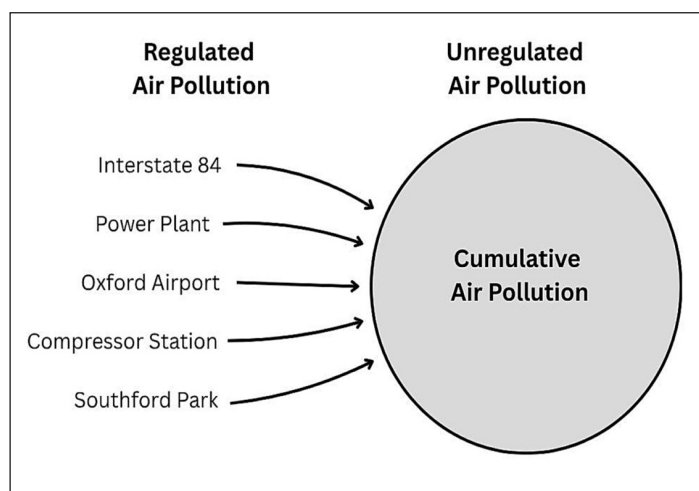 Regulated
Air Pollution
Unregulated
Air Pollution
Interstate 84
Power Plant
Oxford Airport
Compressor Station
Southford Park
Cumulative
Air Pollution